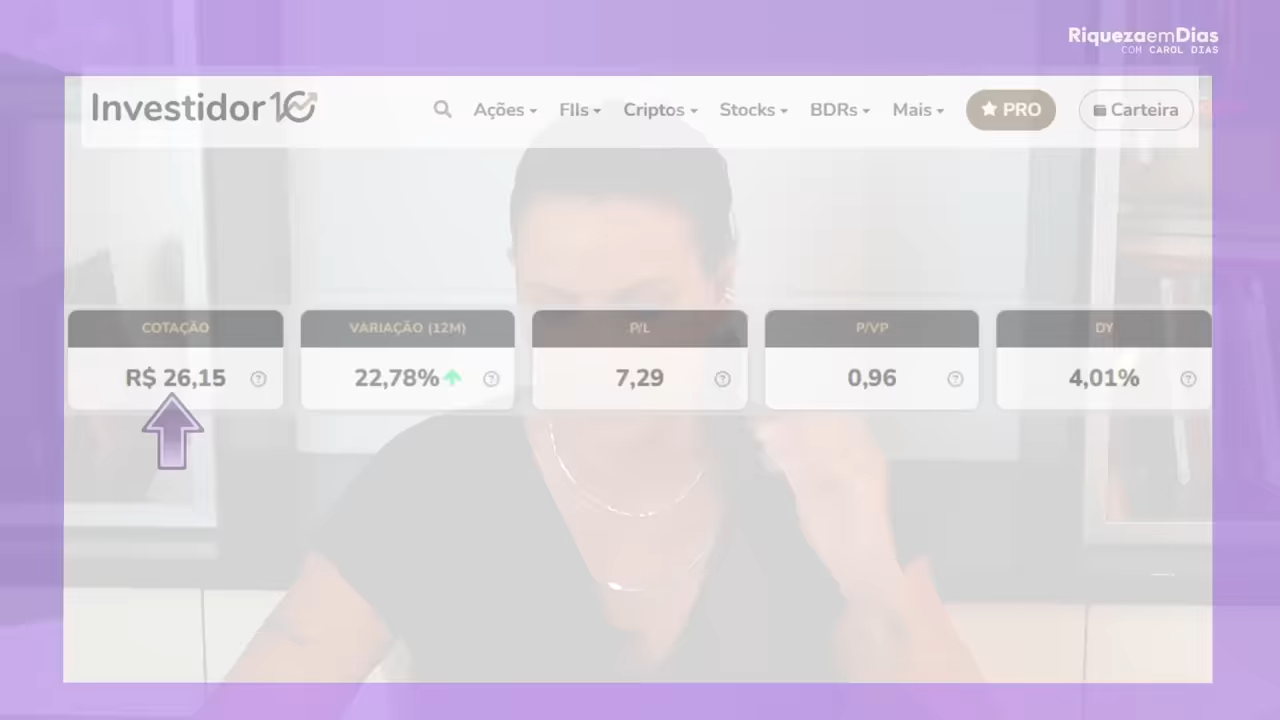 RiquezaemDias
COM CAROL DIAS
Investidor10
Ações
FIIs
Criptos
Stocks
BDRs
Mais
PRO
Carteira
COTAÇÃO
VARIAÇÃO (12M)
P/L
P/VP
DY
R$ 26,15
22,78%
7,29
0,96
4,01%